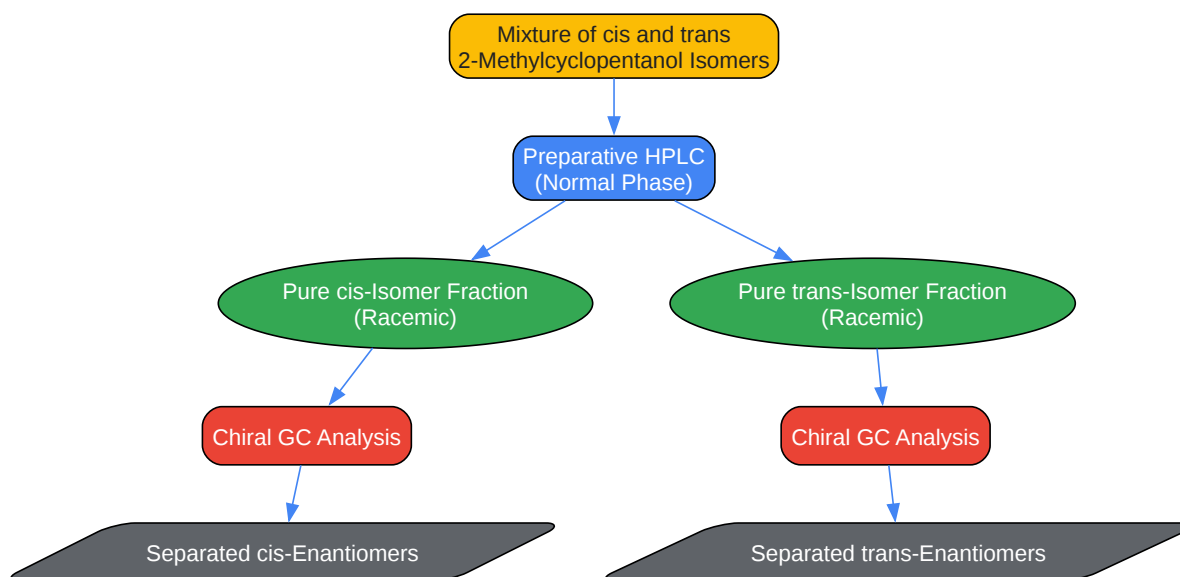 Mixture of cis and trans
2-Methylcyclopentanol Isomers
Preparative HPLC
(Normal Phase)
Pure cis-Isomer Fraction
(Racemic)
Pure trans-Isomer Fraction
(Racemic)
Chiral GC Analysis
Chiral GC Analysis
Separated cis-Enantiomers
Separated trans-Enantiomers